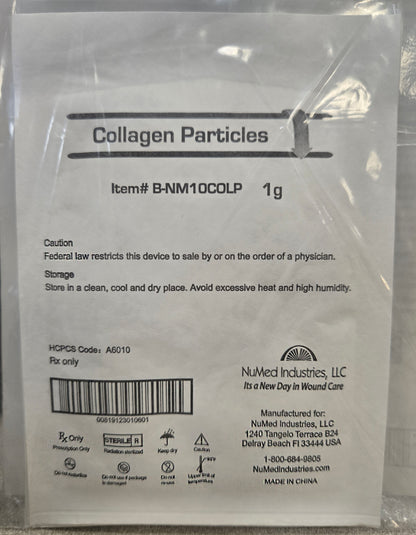 Collagen Particles
Item# B-NM10COLP 1g
Caution
Federal law restricts this device to sale by or on the order of a physician.
Storage
Store in a clean, cool and dry place. Avoid excessive heat and high humidity.
HCPCS Code: A6010
Rx only
00819123010601
NuMed Industries, LLC
Its a New Day in Wound Care
Rx Only
Prescription Only
STERILE R
Radiation sterilized
Keep dry
Caution
Do not resterilize
Do not use if package is damaged
Do not re-use
Upper limit of temperature
Manufactured for:
NuMed Industries, LLC
1240 Tangelo Terrace B24
Delray Beach Fl 33444 USA
1-800-684-9805
NuMedIndustries.com
MADE IN CHINA